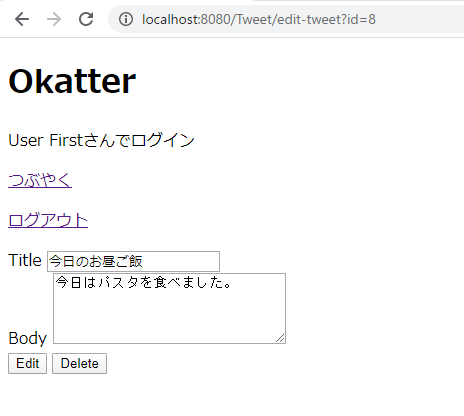 localhost:8080/Tweet/edit-tweet?id=8
Okatter
User Firstさんでログイン
つぶやく
ログアウト
Title 今日のお昼ご飯
今日はパスタを食べました。
Body
Edit Delete